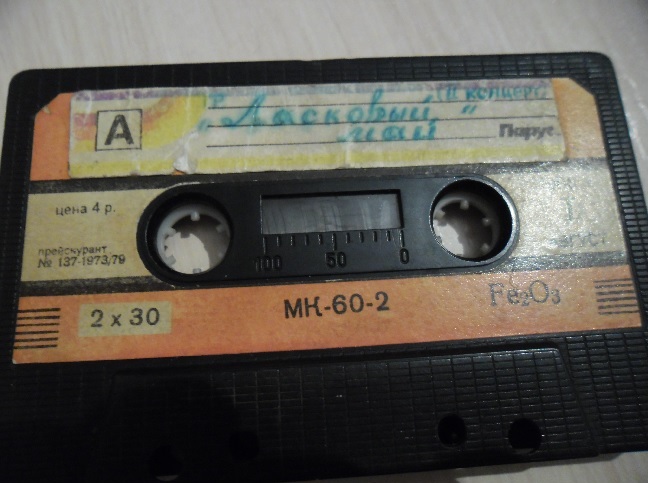 (II концерт)
А "Ласковый
май"
Парус
цена 4 р.
прейскурант
№ 137-1973/79
100 50 0
2 х 30
МК-60-2
Fe₂O₃